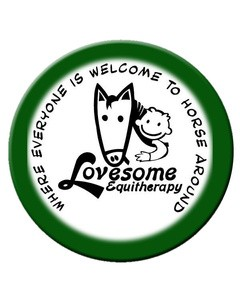 WHERE EVERYONE IS WELCOME TO HORSE AROUND
Lovesome
Equitherapy